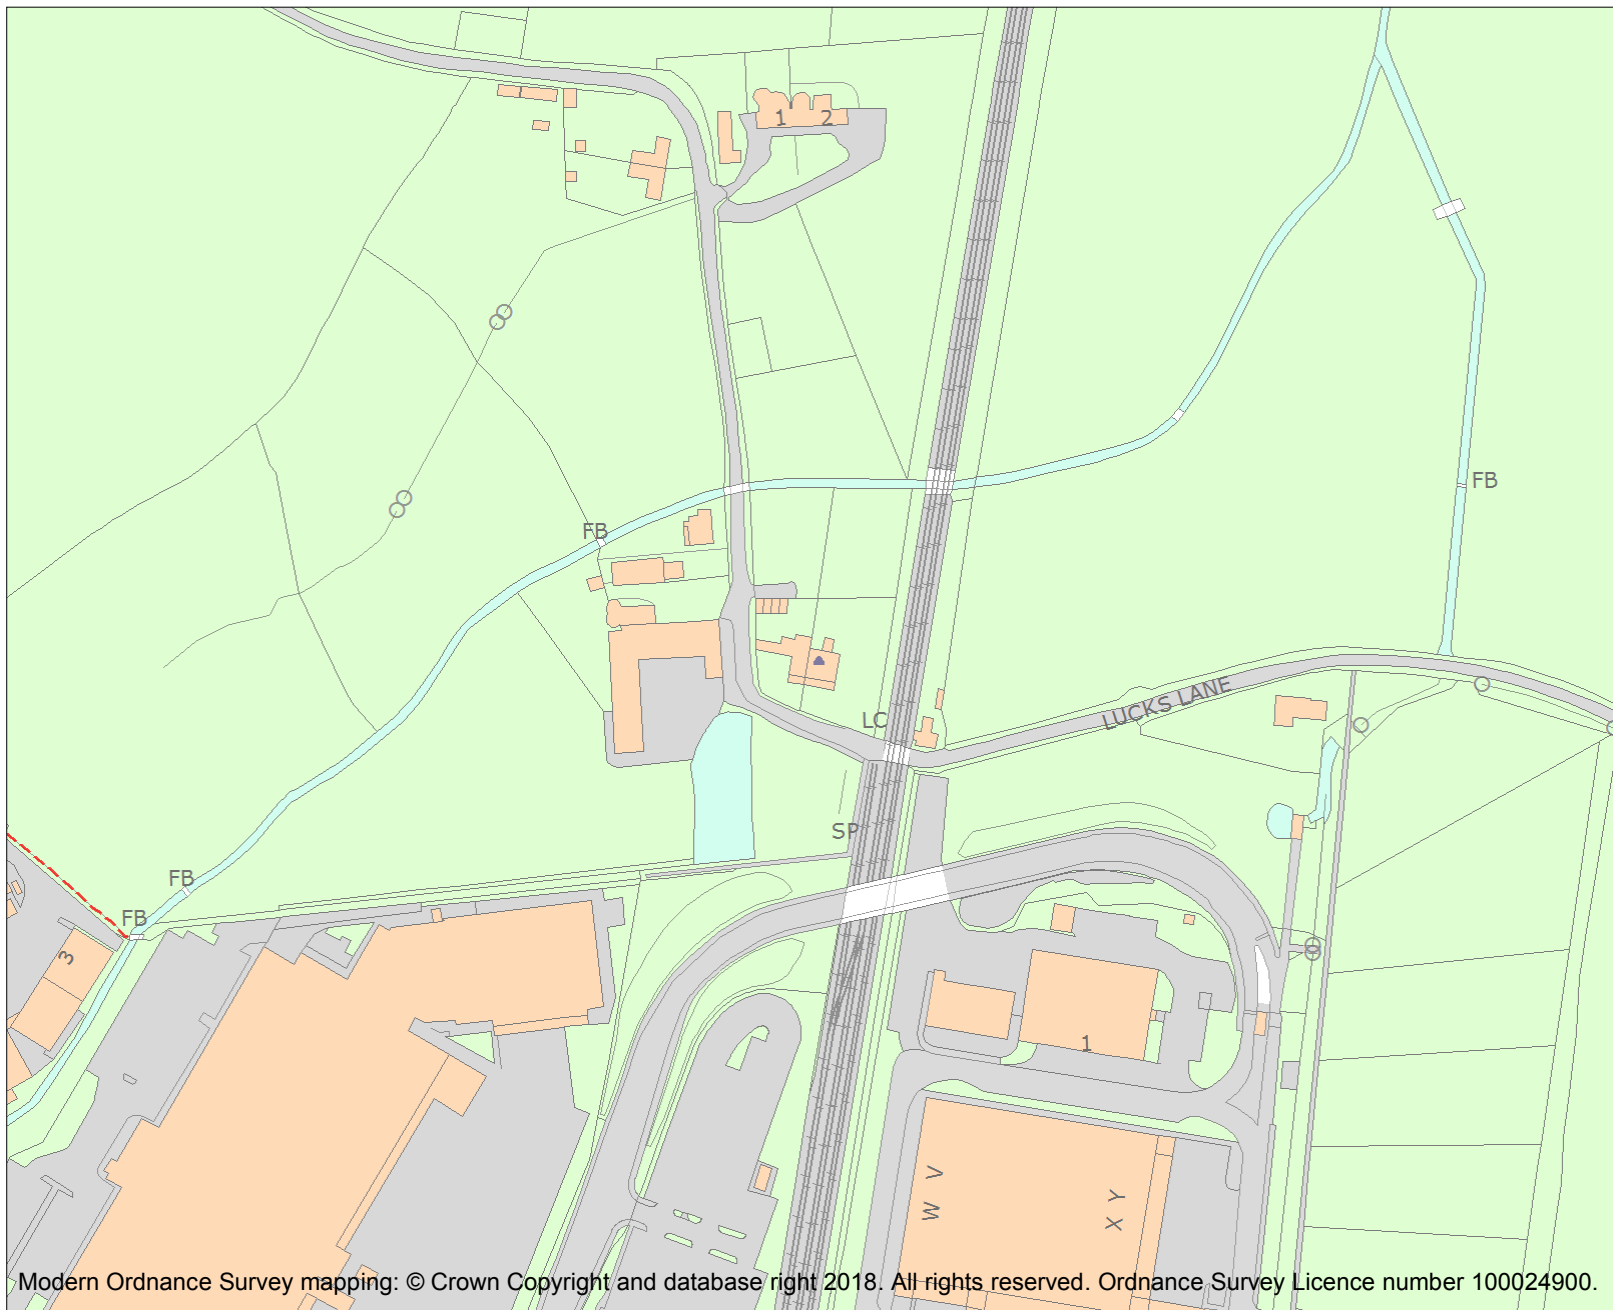 1 2
FB
FB
LUCKS LANE
LC
SP
FB
FB
3
1
W V
X Y
Modern Ordnance Survey mapping: © Crown Copyright and database right 2018. All rights reserved. Ordnance Survey Licence number 100024900.